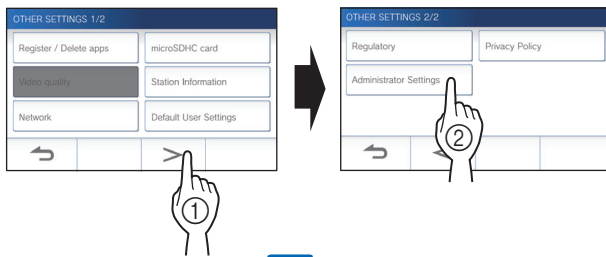 OTHER SETTINGS 1/2
Register / Delete apps
microSDHC card
Video quality
Station Information
Network
Default User Settings
>
1
OTHER SETTINGS 2/2
Regulatory
Privacy Policy
Administrator Settings
2